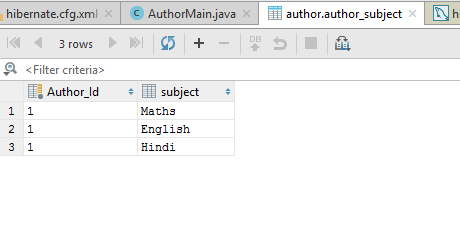 hibernate.cfg.xml AuthorMain.java author.author_subject h
3 rows DB
<Filter criteria>
Author_Id subject
1 1 Maths
2 1 English
3 1 Hindi